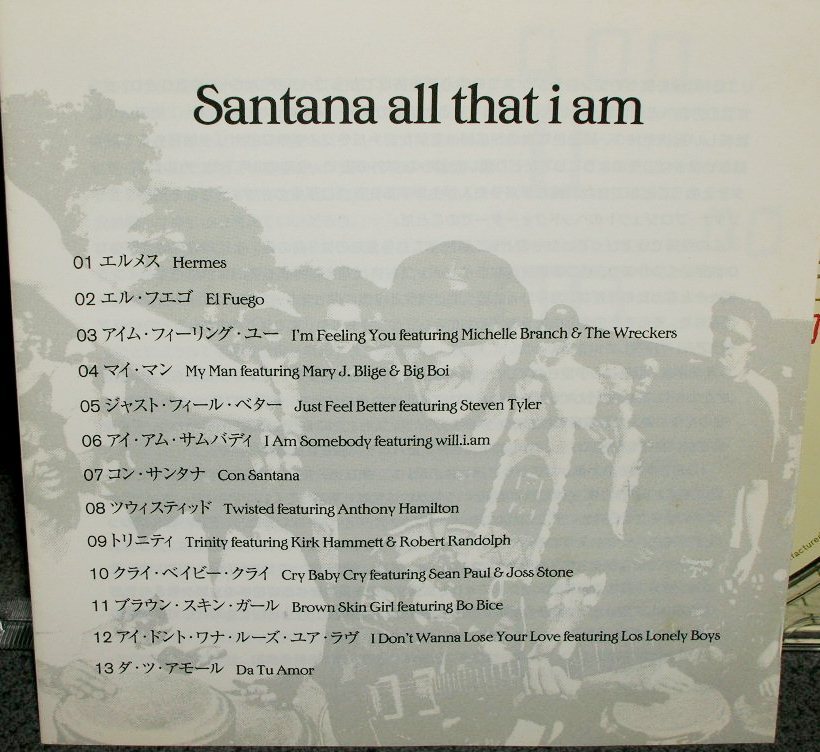 Santana all that i am
01 エルメス Hermes
02 エル・フエゴ El Fuego
03 アイム・フィーリング・ユー I'm Feeling You featuring Michelle Branch & The Wreckers
04 マイ・マン My Man featuring Mary J. Blige & Big Boi
05 ジャスト・フィール・ベター Just Feel Better featuring Steven Tyler
06 アイ・アム・サムバディ I Am Somebody featuring will.i.am
07 コン・サンタナ Con Santana
08 ツウィスティッド Twisted featuring Anthony Hamilton
09 トリニティ Trinity featuring Kirk Hammett & Robert Randolph
10 クライ・ベイビー・クライ Cry Baby Cry featuring Sean Paul & Joss Stone
11 ブラウン・スキン・ガール Brown Skin Girl featuring Bo Bice
12 アイ・ドント・ワナ・ルーズ・ユア・ラヴ I Don't Wanna Lose Your Love featuring Los Lonely Boys
13 ダ・ツ・アモール Da Tu Amor